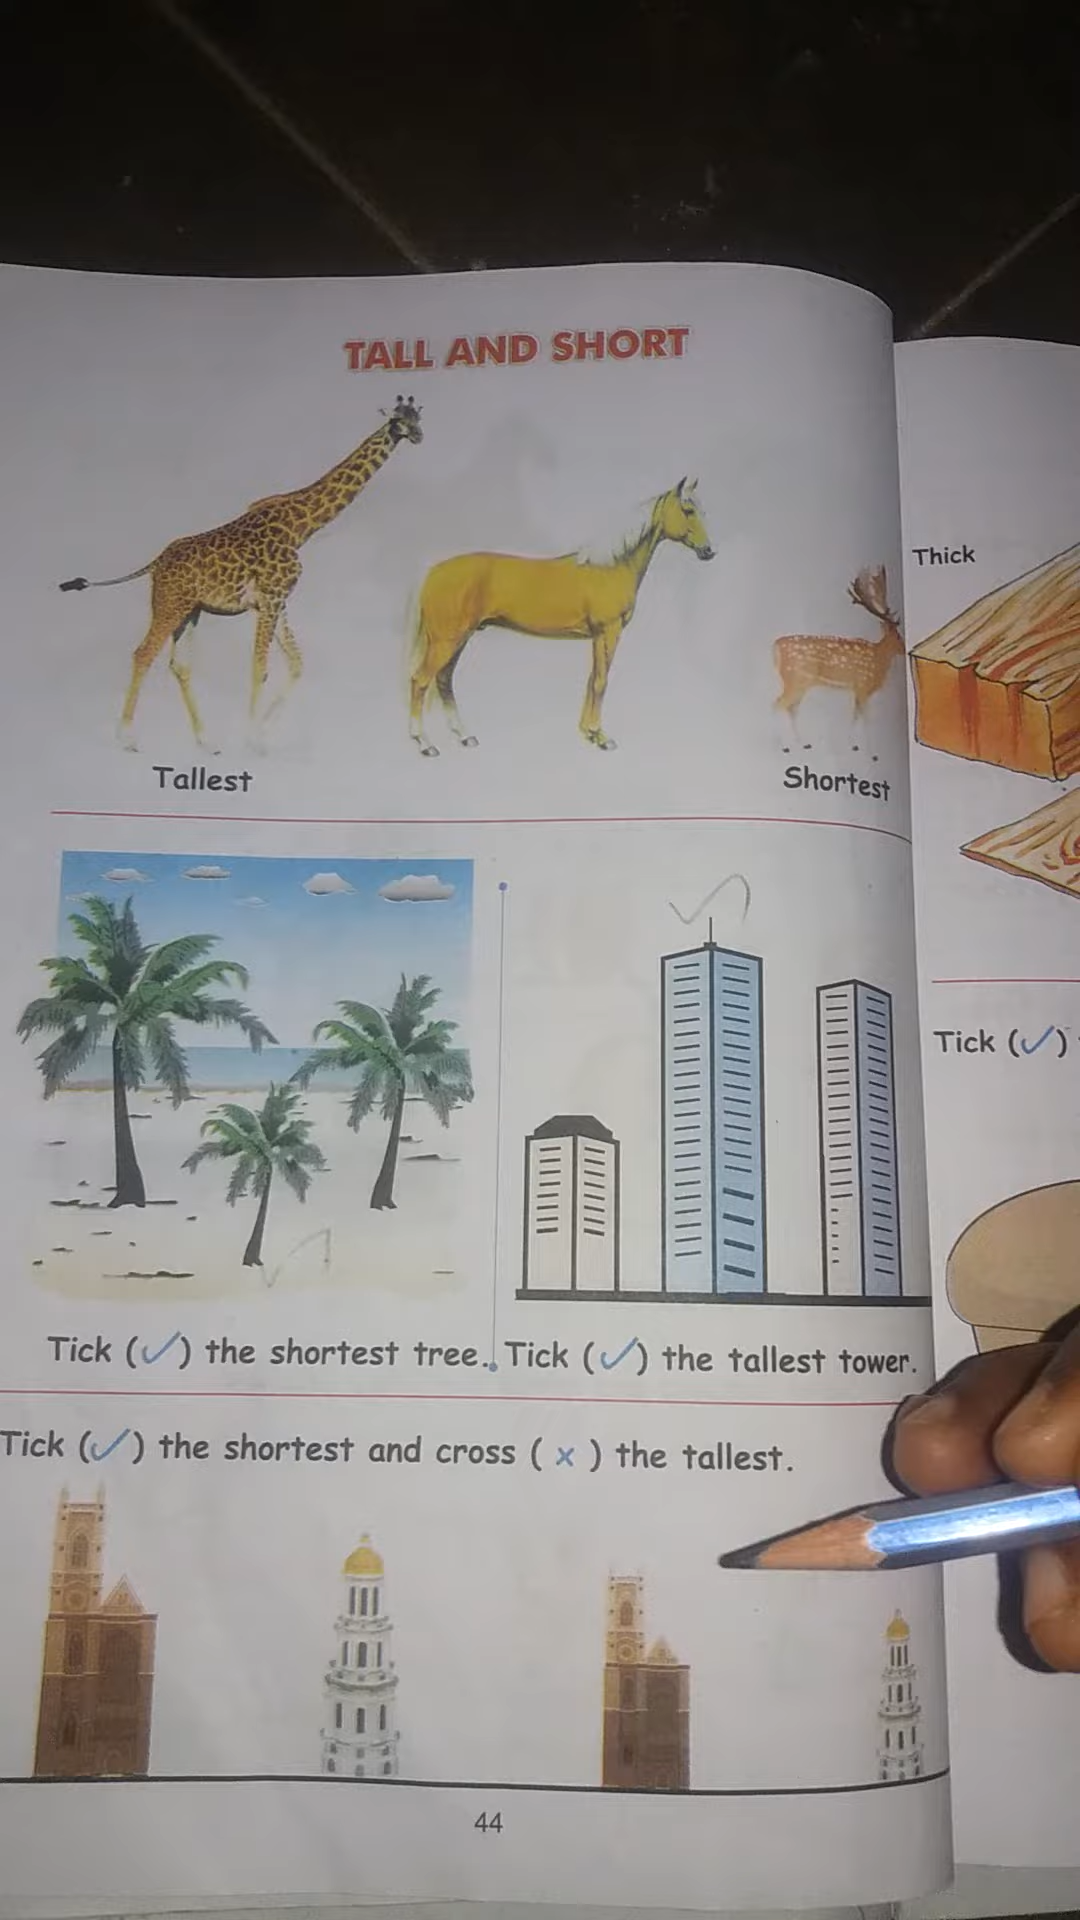 TALL AND SHORT
Thick
Tallest
Shortest
Tick (✓)
Tick (✓) the shortest tree.
Tick (✓) the tallest tower.
Tick (✓) the shortest and cross ( x ) the tallest.
44